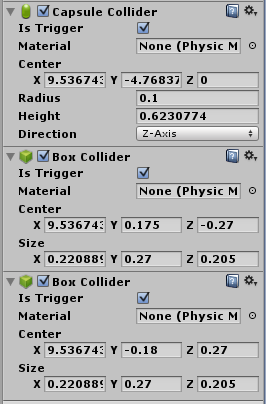 Capsule Collider
Is Trigger
Material None (Physic M
Center
X 9.536743 Y -4.76837 Z 0
Radius 0.1
Height 0.6230774
Direction Z-Axis
Box Collider
Is Trigger
Material None (Physic M
Center
X 9.536743 Y 0.175 Z -0.27
Size
X 0.220889 Y 0.27 Z 0.205
Box Collider
Is Trigger
Material None (Physic M
Center
X 9.536743 Y -0.18 Z 0.27
Size
X 0.220889 Y 0.27 Z 0.205